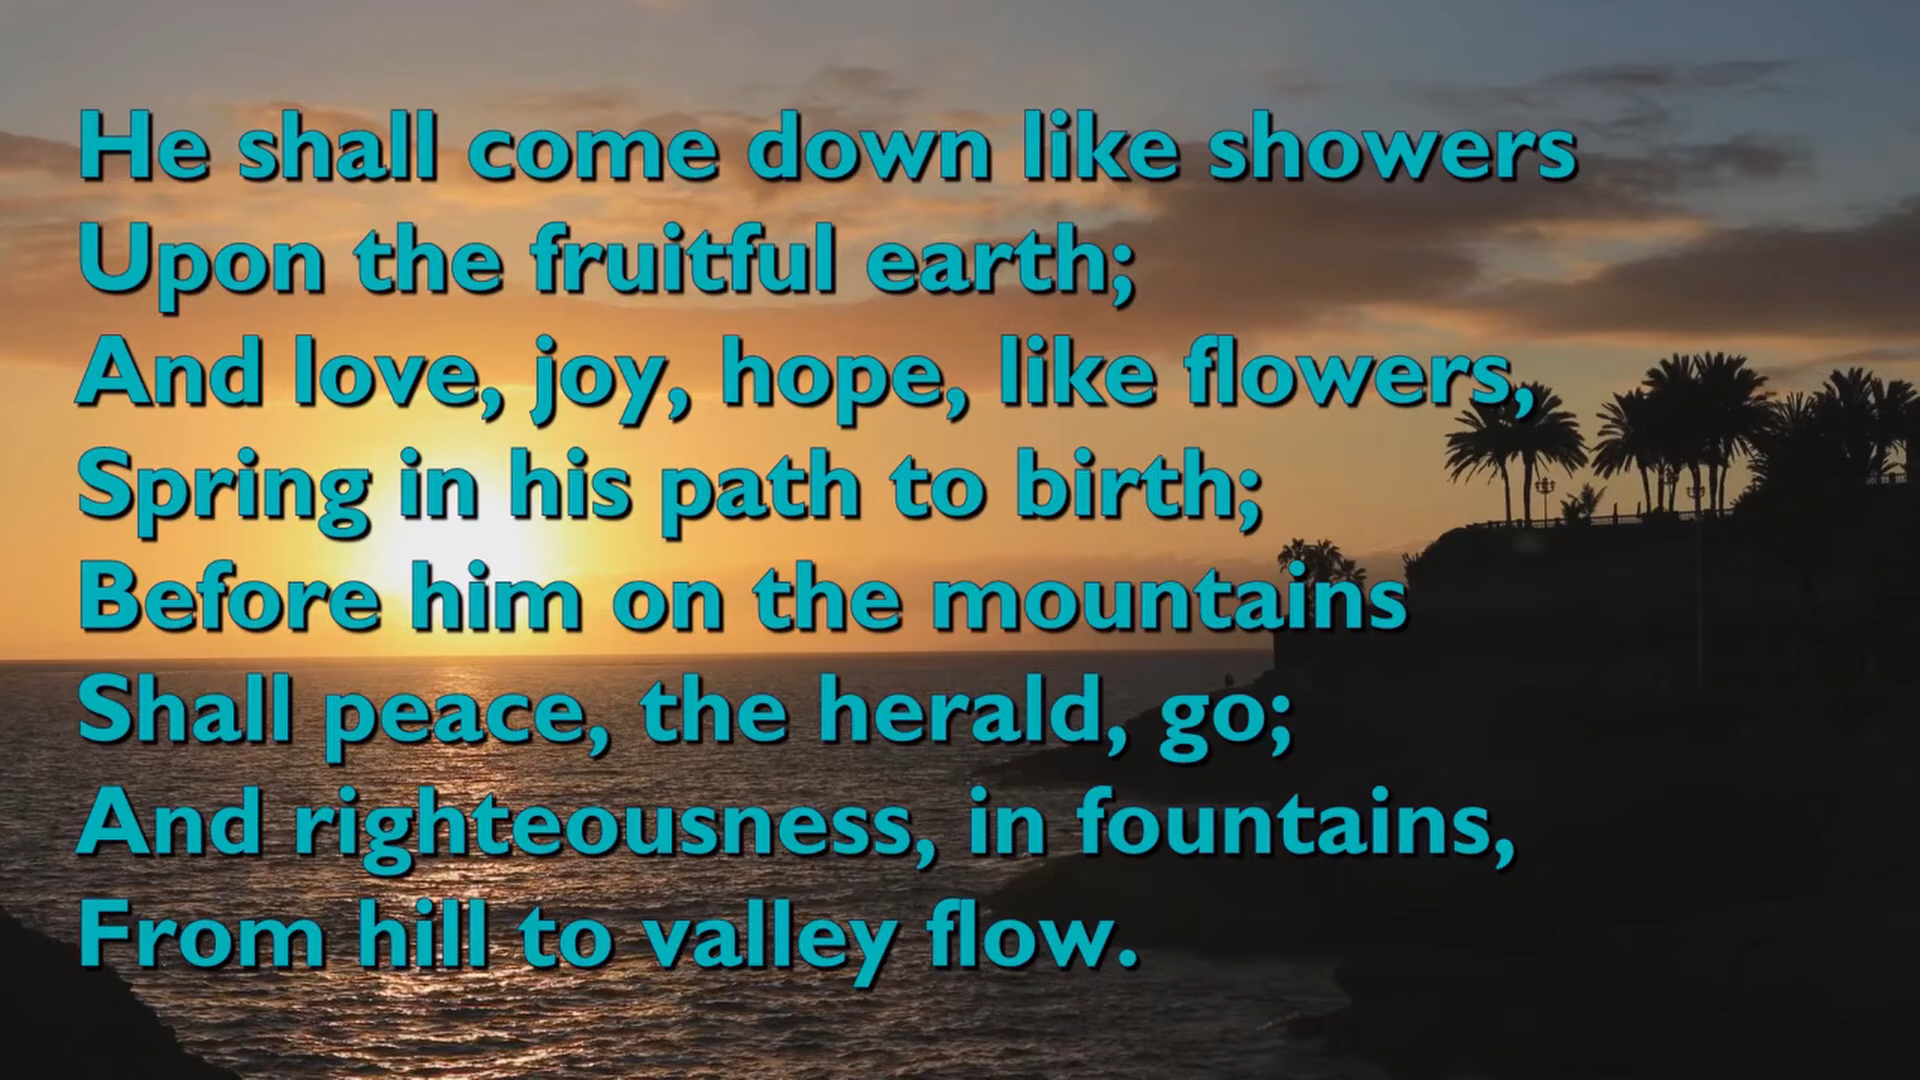 He shall come down like showers
Upon the fruitful earth;
And love, joy, hope, like flowers,
Spring in his path to birth;
Before him on the mountains
Shall peace, the herald, go;
And righteousness, in fountains,
From hill to valley flow.